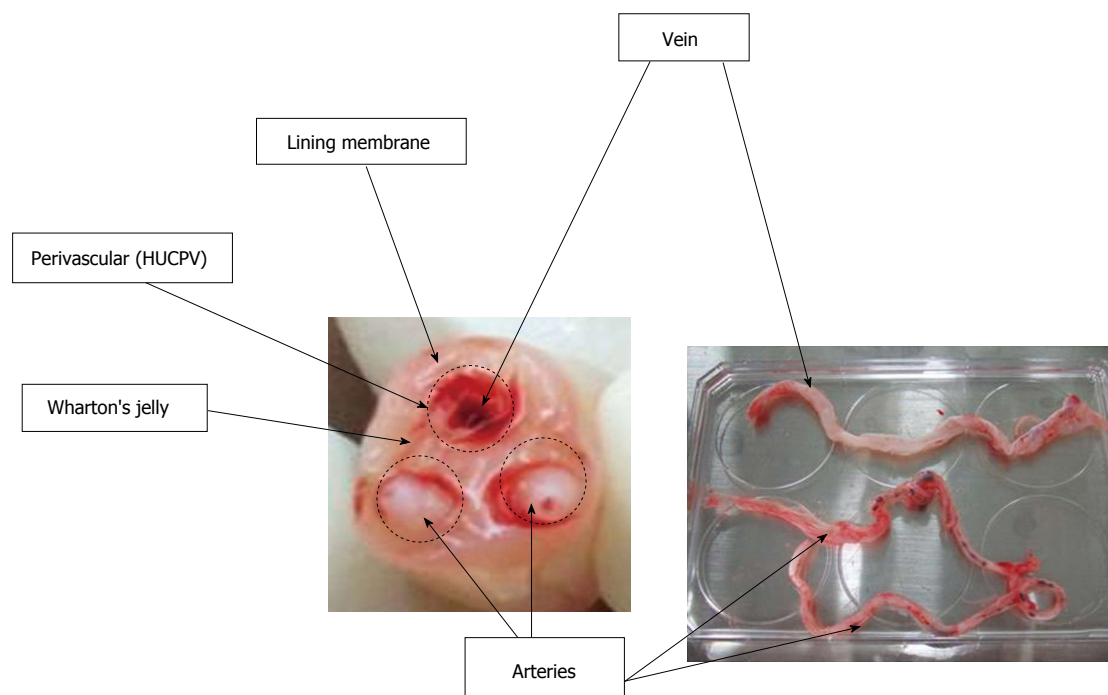 Vein
Lining membrane
Perivascular (HUCPV)
Wharton's jelly
Arteries